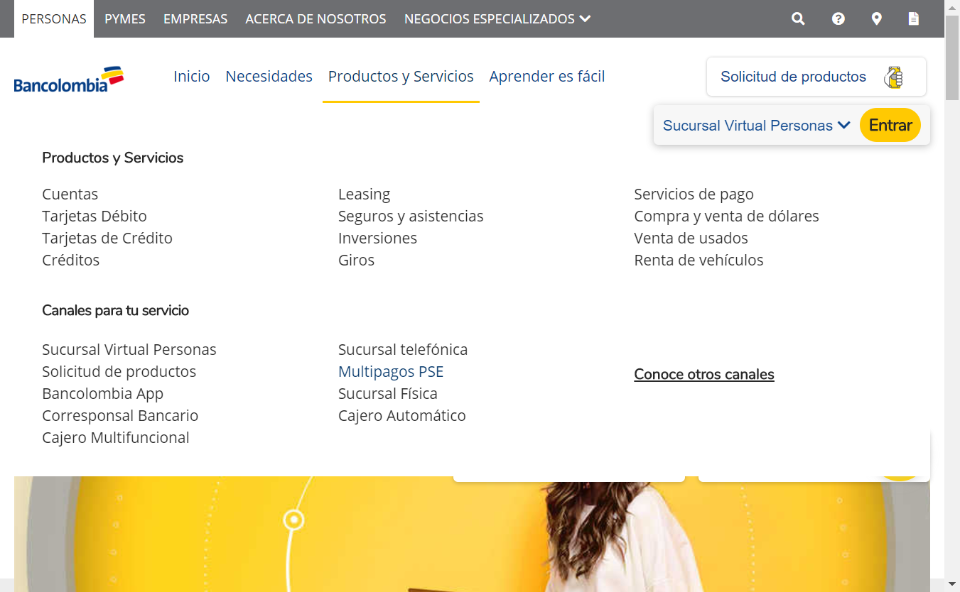 PERSONAS PYMES EMPRESAS ACERCA DE NOSOTROS NEGOCIOS ESPECIALIZADOS
Bancolombia
Inicio Necesidades Productos y Servicios Aprender es fácil
Solicitud de productos
Sucursal Virtual Personas Entrar
Productos y Servicios
Cuentas
Tarjetas Débito
Tarjetas de Crédito
Créditos
Leasing
Seguros y asistencias
Inversiones
Giros
Servicios de pago
Compra y venta de dólares
Venta de usados
Renta de vehículos
Canales para tu servicio
Sucursal Virtual Personas
Solicitud de productos
Bancolombia App
Corresponsal Bancario
Cajero Multifuncional
Sucursal telefónica
Multipagos PSE
Sucursal Física
Cajero Automático
Conoce otros canales